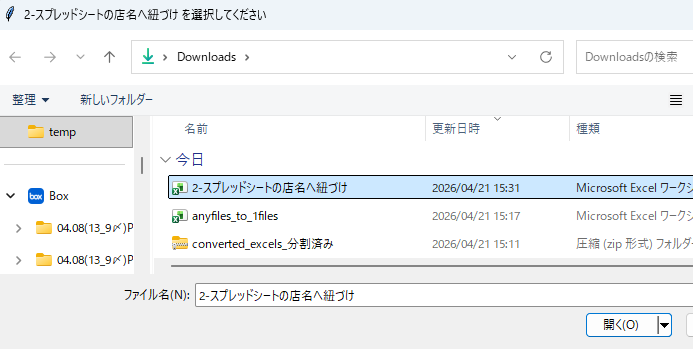 2-スプレッドシートの店名へ紐づけ を選択してください
Downloads
Downloadsの検索
整理 新しいフォルダー
temp
名前 更新日時 種類
今日
2-スプレッドシートの店名へ紐づけ 2026/04/21 15:31 Microsoft Excel ワークシ
Box
anyfiles_to_1files 2026/04/21 15:17 Microsoft Excel ワークシ
04.08(13_9〆)P
converted_excels_分割済み 2026/04/21 15:11 圧縮 (zip 形式) フォルダー
04.08(13_9〆)P
ファイル名(N): 2-スプレッドシートの店名へ紐づけ
開く(O)